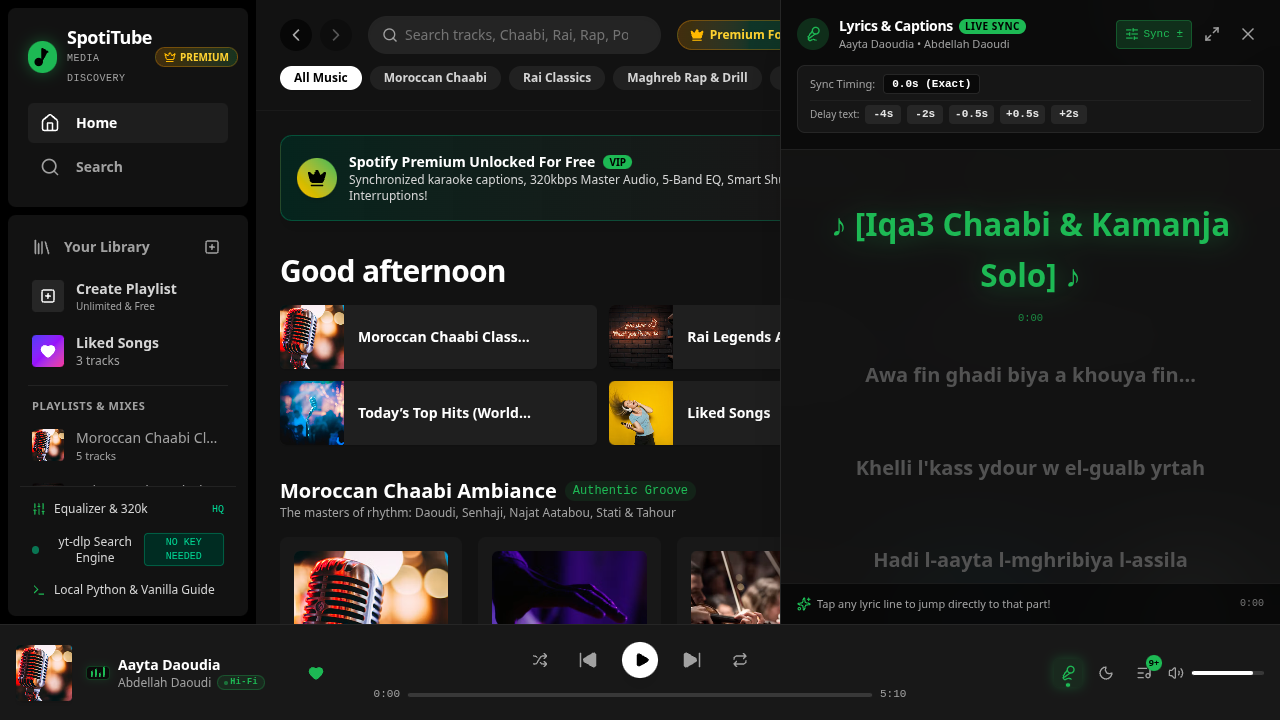 SpotiTube
MEDIA
DISCOVERY
PREMIUM
Home
Search
Your Library
Create Playlist
Unlimited & Free
Liked Songs
3 tracks
PLAYLISTS & MIXES
Moroccan Chaabi Cl...
5 tracks
Equalizer & 320k
HQ
yt-dlp Search
Engine
NO KEY
NEEDED
Local Python & Vanilla Guide
Search tracks, Chaabi, Rai, Rap, Po
Premium Fo
All Music
Moroccan Chaabi
Rai Classics
Maghreb Rap & Drill
Spotify Premium Unlocked For Free VIP
Synchronized karaoke captions, 320kbps Master Audio, 5-Band EQ, Smart Shu
Interruptions!
Good afternoon
Moroccan Chaabi Class...
Rai Legends A
Today's Top Hits (World...
Liked Songs
Moroccan Chaabi Ambiance Authentic Groove
The masters of rhythm: Daoudi, Senhaji, Najat Aatabou, Stati & Tahour
Lyrics & Captions LIVE SYNC
Aayta Daoudia • Abdellah Daoudi
Sync ±
Sync Timing: 0.0s (Exact)
Delay text: -4s -2s -0.5s +0.5s +2s
♪ [Iqa3 Chaabi & Kamanja
Solo] ♪
0:00
Awa fin ghadi biya a khouya fin...
Khelli l'kass ydour w el-gualb yrtah
Hadi l-aayta l-mghribiya l-assila
Tap any lyric line to jump directly to that part!
0:00
Aayta Daoudia
Abdellah Daoudi Hi-Fi
0:00
5:10
9+